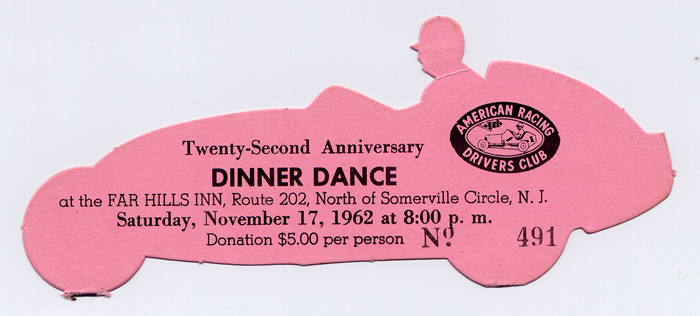 AMERICAN RACING
DRIVERS CLUB
Twenty-Second Anniversary
DINNER DANCE
at the FAR HILLS INN, Route 202, North of Somerville Circle, N. J.
Saturday, November 17, 1962 at 8:00 p. m.
Donation $5.00 per person Nº 491